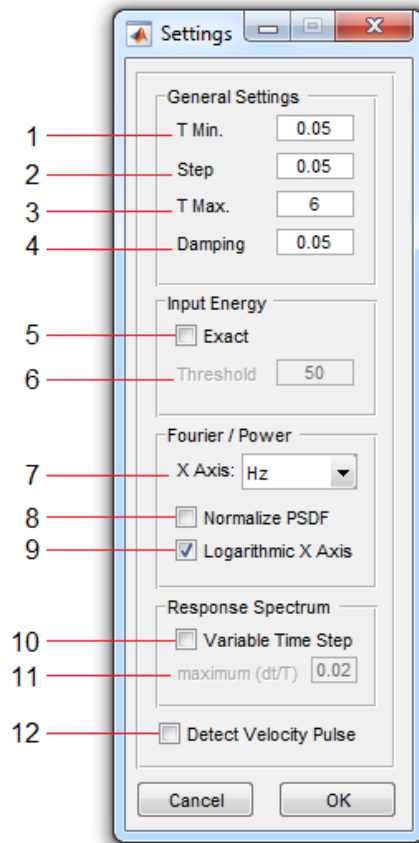 Settings
General Settings
1 T Min. 0.05
2 Step 0.05
3 T Max. 6
4 Damping 0.05
Input Energy
5 Exact
6 Threshold 50
Fourier / Power
7 X Axis: Hz
8 Normalize PSDF
9 Logarithmic X Axis
Response Spectrum
10 Variable Time Step
11 maximum (dt/T) 0.02
12 Detect Velocity Pulse
Cancel OK